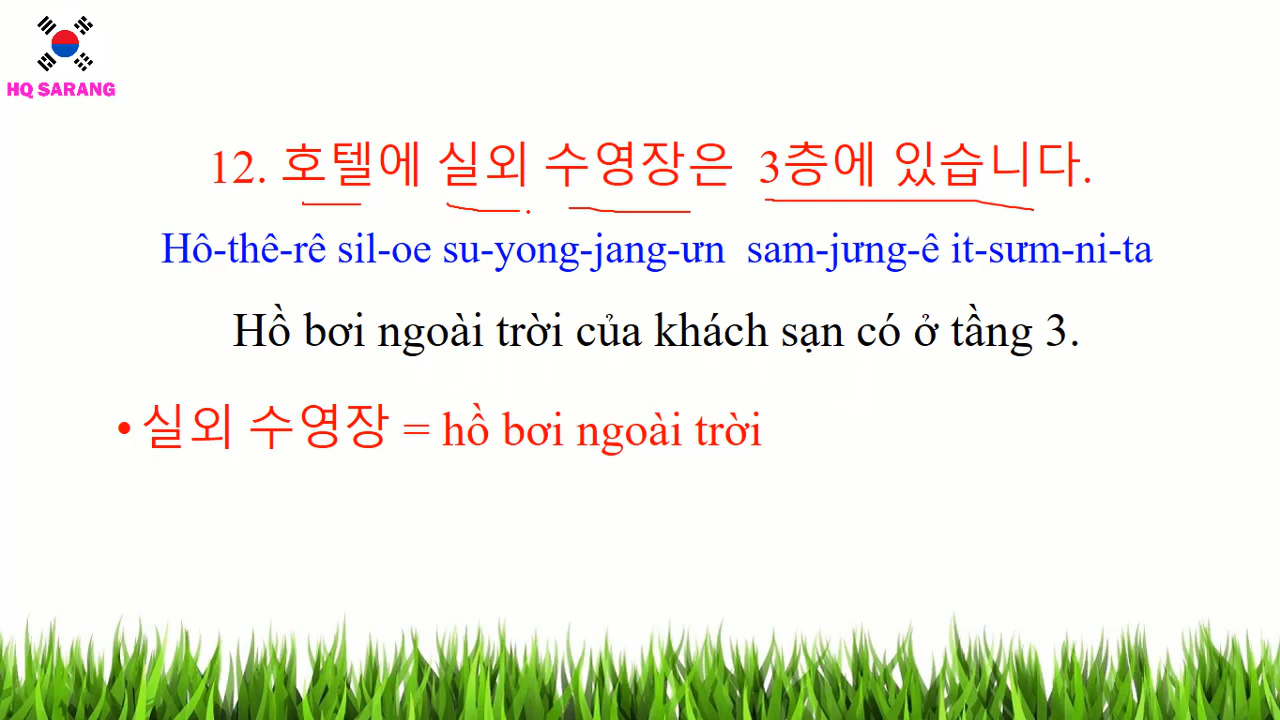 HQ SARANG
12. 호텔에 실외 수영장은 3층에 있습니다.
Hô-thê-rê sil-oe su-yong-jang-ưn sam-jưng-ê it-sưm-ni-ta
Hồ bơi ngoài trời của khách sạn có ở tầng 3.
• 실외 수영장 = hồ bơi ngoài trời